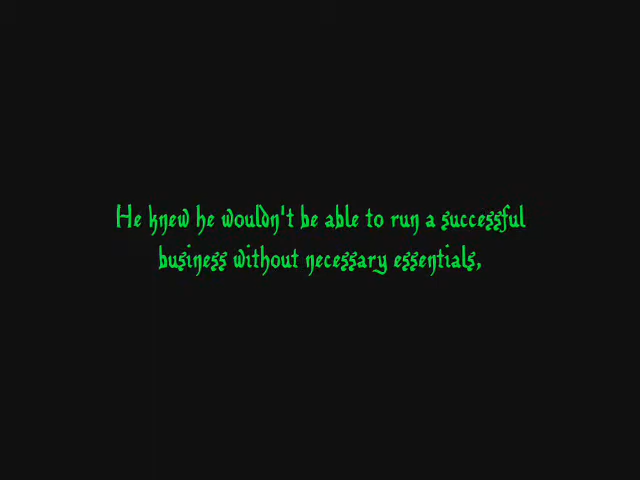 He knew he wouldn't be able to run a successful
business without necessary essentials,